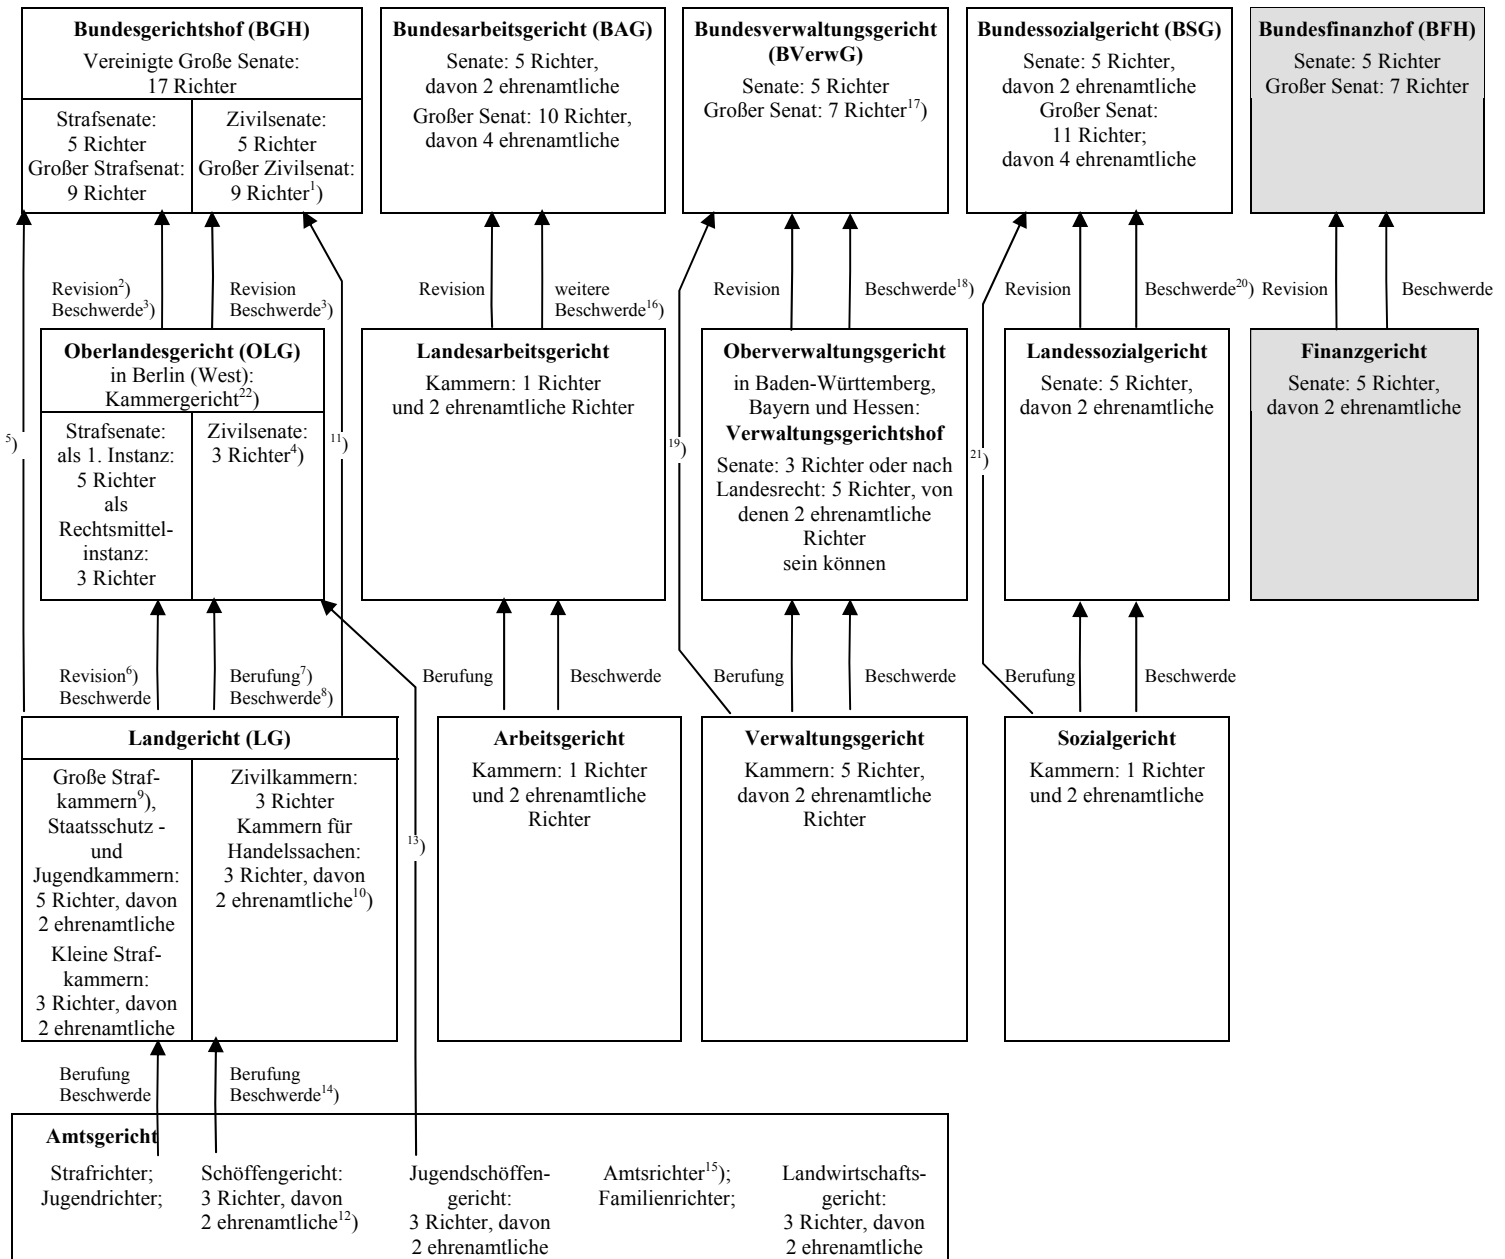 Bundesgerichtshof (BGH)
Vereinigte Große Senate:
17 Richter
Strafsenate:
5 Richter
Großer Strafsenat:
9 Richter
Zivilsenate:
5 Richter
Großer Zivilsenat:
9 Richter¹)
Bundesarbeitsgericht (BAG)
Senate: 5 Richter,
davon 2 ehrenamtliche
Großer Senat: 10 Richter,
davon 4 ehrenamtliche
Bundesverwaltungsgericht
(BVerwG)
Senate: 5 Richter
Großer Senat: 7 Richter¹⁷)
Bundessozialgericht (BSG)
Senate: 5 Richter,
davon 2 ehrenamtliche
Großer Senat:
11 Richter;
davon 4 ehrenamtliche
Bundesfinanzhof (BFH)
Senate: 5 Richter
Großer Senat: 7 Richter
Revision²)
Beschwerde³)
Revision
Beschwerde³)
Revision
weitere
Beschwerde¹⁶)
Revision
Beschwerde¹⁸)
Revision
Beschwerde²⁰)
Revision
Beschwerde
Oberlandesgericht (OLG)
in Berlin (West):
Kammergericht²²)
Strafsenate:
als 1. Instanz:
5 Richter
als
Rechtsmittel-
instanz:
3 Richter
Zivilsenate:
3 Richter⁴)
Landesarbeitsgericht
Kammern: 1 Richter
und 2 ehrenamtliche Richter
Oberverwaltungsgericht
in Baden-Württemberg,
Bayern und Hessen:
Verwaltungsgerichtshof
Senate: 3 Richter oder nach
Landesrecht: 5 Richter, von
denen 2 ehrenamtliche
Richter
sein können
Landessozialgericht
Senate: 5 Richter,
davon 2 ehrenamtliche
Finanzgericht
Senate: 5 Richter,
davon 2 ehrenamtliche
⁵)
¹¹)
¹⁹)
²¹)
Revision⁶)
Beschwerde
Berufung⁷)
Beschwerde⁸)
Berufung
Beschwerde
Berufung
Beschwerde
Berufung
Beschwerde
Landgericht (LG)
Große Straf-
kammern⁹),
Staatsschutz -
und
Jugendkammern:
5 Richter, davon
2 ehrenamtliche
Kleine Straf-
kammern:
3 Richter, davon
2 ehrenamtliche
Zivilkammern:
3 Richter
Kammern für
Handelssachen:
3 Richter, davon
2 ehrenamtliche¹⁰)
¹³)
Arbeitsgericht
Kammern: 1 Richter
und 2 ehrenamtliche
Richter
Verwaltungsgericht
Kammern: 5 Richter,
davon 2 ehrenamtliche
Richter
Sozialgericht
Kammern: 1 Richter
und 2 ehrenamtliche
Berufung
Beschwerde
Berufung
Beschwerde¹⁴)
Amtsgericht
Strafrichter;
Jugendrichter;
Schöffengericht:
3 Richter, davon
2 ehrenamtliche¹²)
Jugendschöffen-
gericht:
3 Richter, davon
2 ehrenamtliche
Amtsrichter¹⁵);
Familienrichter;
Landwirtschafts-
gericht:
3 Richter, davon
2 ehrenamtliche